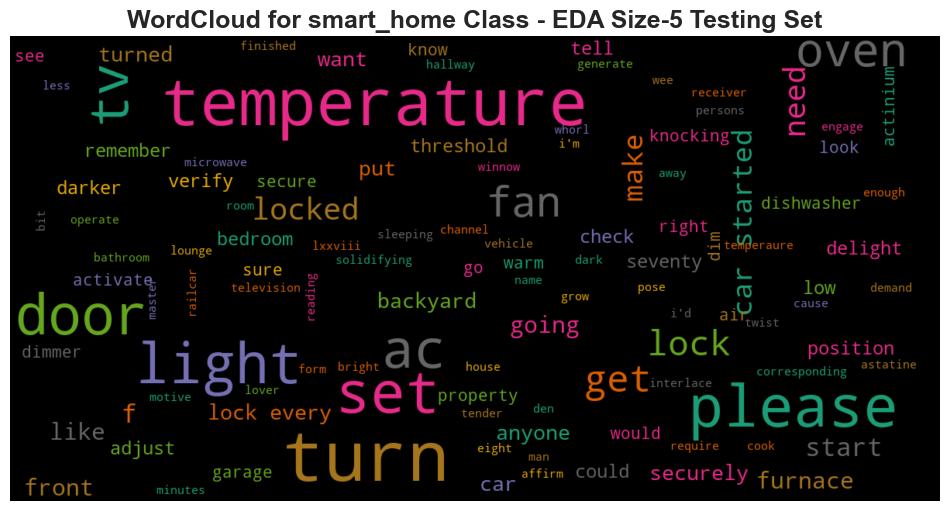 WordCloud for smart_home Class - EDA Size-5 Testing Set
see
turned
finished
want
know
hallway
tell
generate
oven
less
tv
temperature
wee
receiver
persons
need
actinium
engage
whorl
i'm
knocking
look
remember
microwave
threshold
winnow
put
make
away
car started
enough
darker
verify
secure
room
locked
fan
dishwasher
bit
operate
bedroom
lxxviii
sleeping
channel
vehicle
check
right
dim
temperaure
delight
bathroom
lounge
solidifying
go
warm
dark
seventy
name
activate
master
railcar
sure
television
reading
backyard
grow
pose
low
cause
demand
door
i'd
air
twist
going
dimmer
light
ac
lock
position
form
bright
house
get
interlace
corresponding
astatine
motive
lover
set
property
please
f
lock every
tender
den
like
adjust
turn
anyone
eight
man
would
require
cook
start
front
minutes
garage
car
affirm
could
securely
furnace